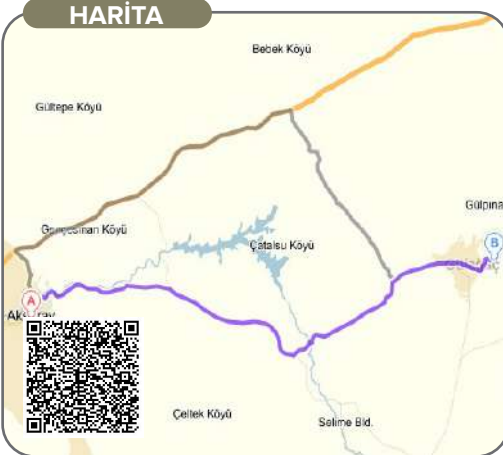 HARİTA
Bebek Köyü
Gültepe Köyü
Gülpına
Çatalsu Köyü
B
A
Çeltek Köyü
Selime Bld.